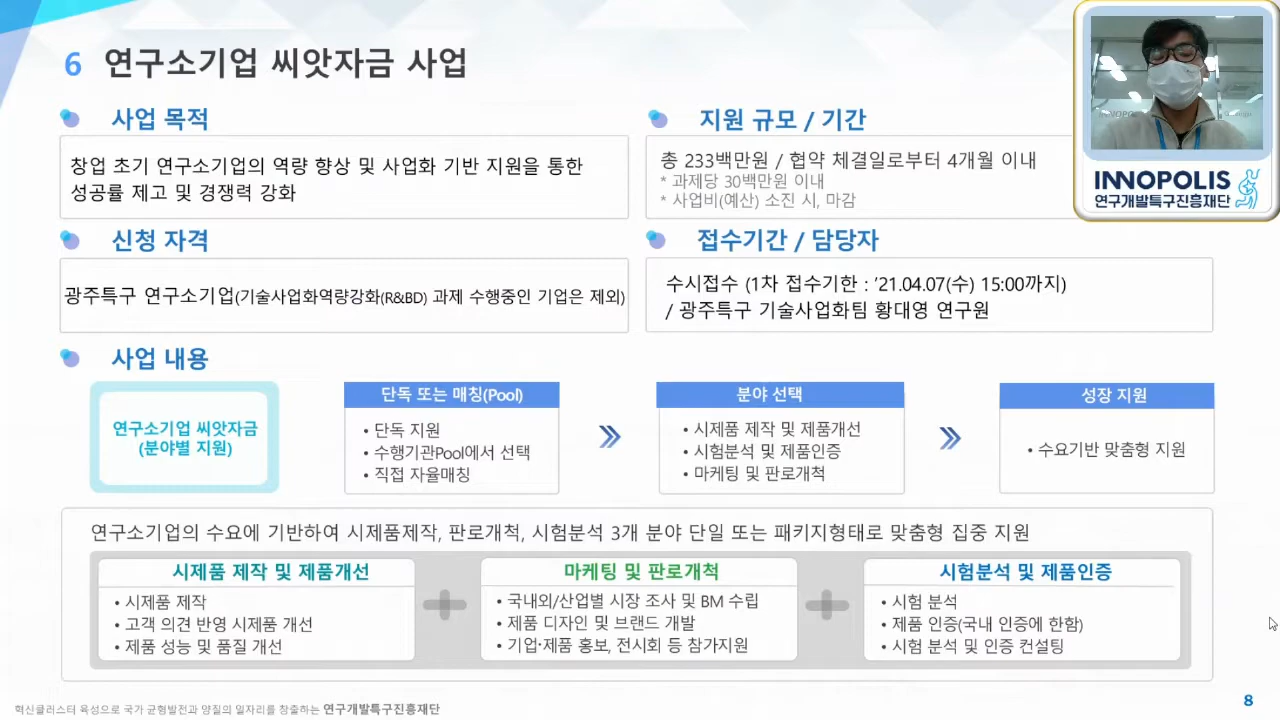 6 연구소기업 씨앗자금 사업
사업 목적
창업 초기 연구소기업의 역량 향상 및 사업화 기반 지원을 통한
성공률 제고 및 경쟁력 강화
지원 규모 / 기간
총 233백만원 / 협약 체결일로부터 4개월 이내
* 과제당 30백만원 이내
* 사업비(예산) 소진 시, 마감
INNOPOLIS
연구개발특구진흥재단
신청 자격
광주특구 연구소기업(기술사업화역량강화(R&BD) 과제 수행중인 기업은 제외)
접수기간 / 담당자
수시접수 (1차 접수기한 : ’21.04.07(수) 15:00까지)
/ 광주특구 기술사업화팀 황대영 연구원
사업 내용
연구소기업 씨앗자금
(분야별 지원)
단독 또는 매칭(Pool)
• 단독 지원
• 수행기관Pool에서 선택
• 직접 자율매칭
분야 선택
• 시제품 제작 및 제품개선
• 시험분석 및 제품인증
• 마케팅 및 판로개척
성장 지원
• 수요기반 맞춤형 지원
연구소기업의 수요에 기반하여 시제품제작, 판로개척, 시험분석 3개 분야 단일 또는 패키지형태로 맞춤형 집중 지원
시제품 제작 및 제품개선
• 시제품 제작
• 고객 의견 반영 시제품 개선
• 제품 성능 및 품질 개선
마케팅 및 판로개척
• 국내외/산업별 시장 조사 및 BM 수립
• 제품 디자인 및 브랜드 개발
• 기업·제품 홍보, 전시회 등 참가지원
시험분석 및 제품인증
• 시험 분석
• 제품 인증(국내 인증에 한함)
• 시험 분석 및 인증 컨설팅
혁신클러스터 육성으로 국가 균형발전과 양질의 일자리를 창출하는 연구개발특구진흥재단
8